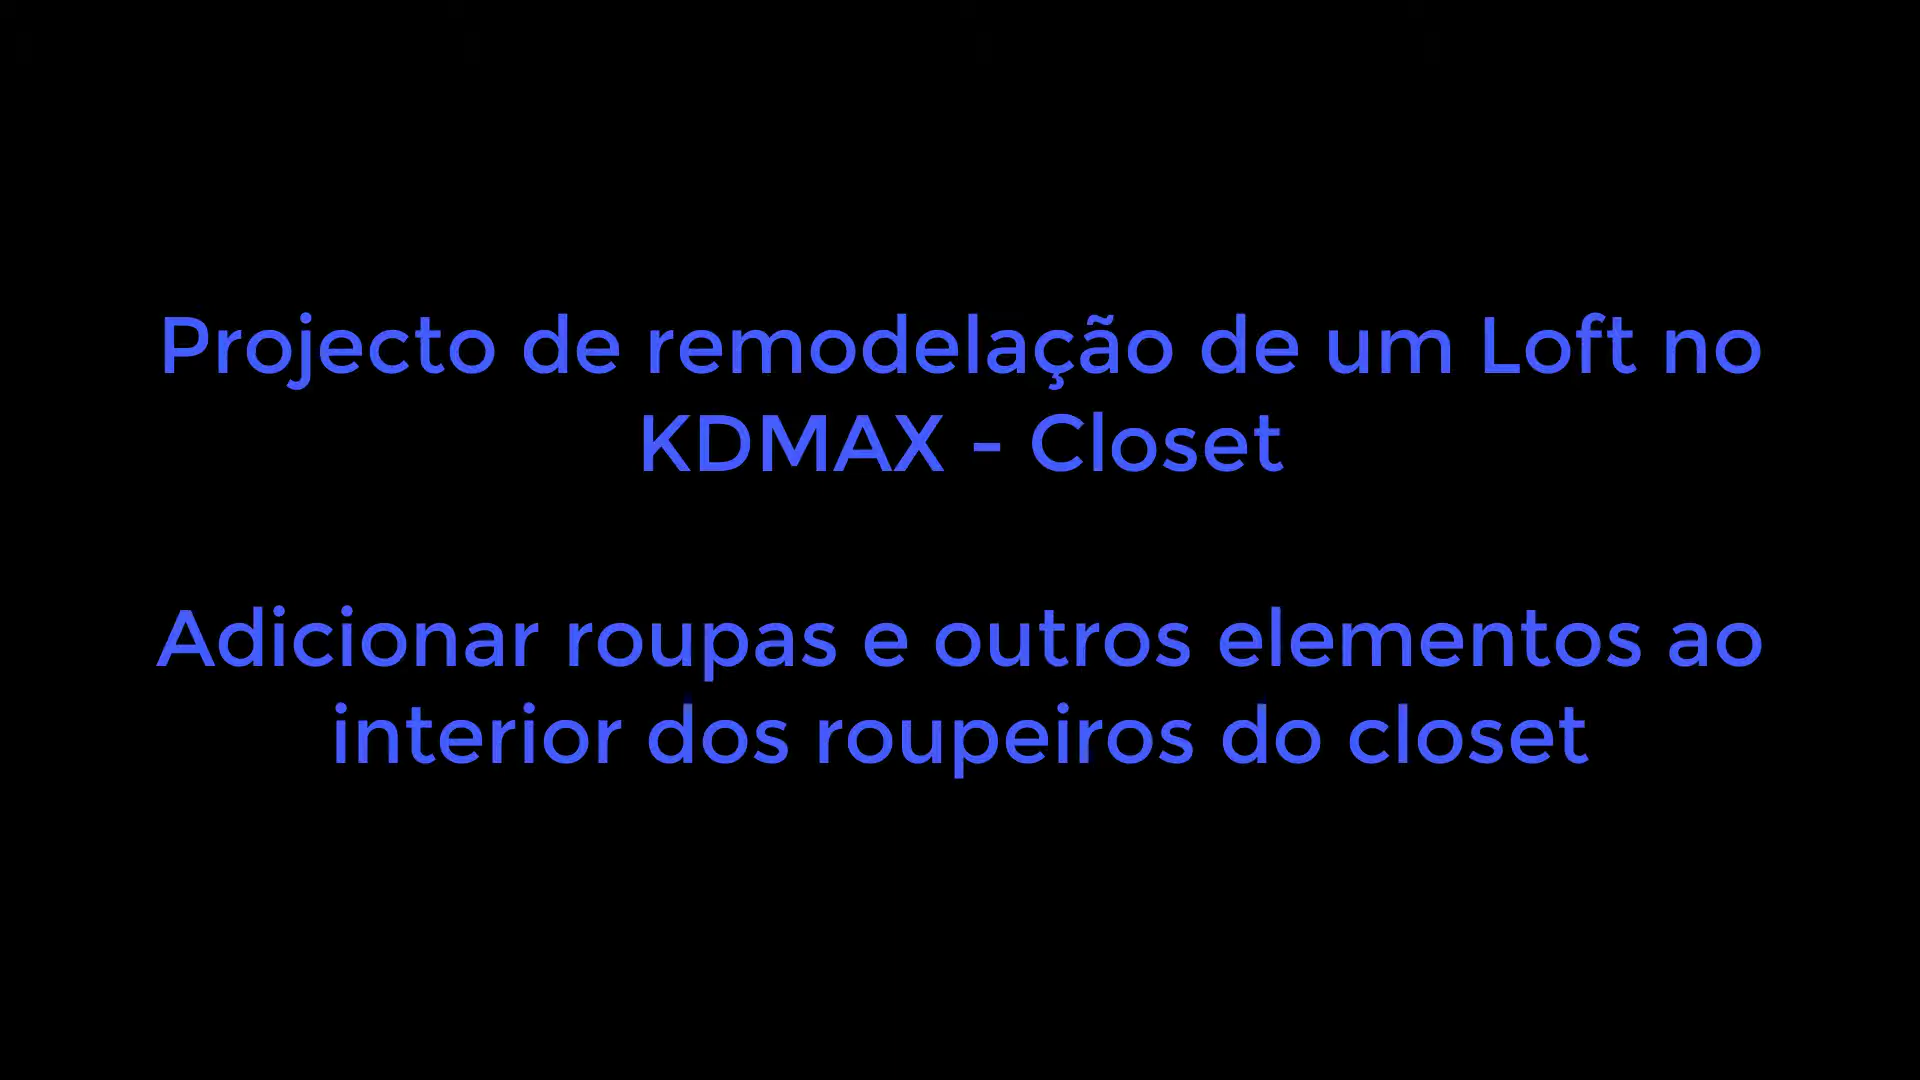 Projecto de remodelação de um Loft no
KDMAX - Closet
Adicionar roupas e outros elementos ao
interior dos roupeiros do closet